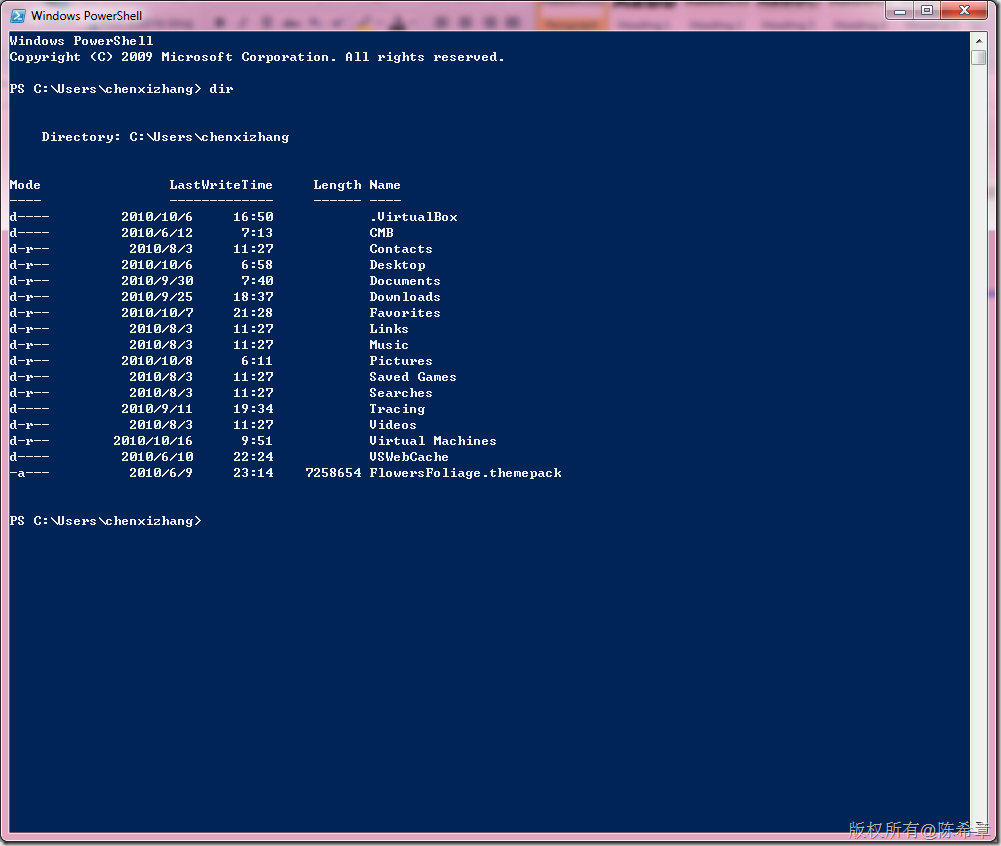 Windows PowerShell
Windows PowerShell
Copyright (C) 2009 Microsoft Corporation. All rights reserved.
PS C:\Users\chenxizhang> dir
Directory: C:\Users\chenxizhang
Mode LastWriteTime Length Name
---- ------------- ------ ----
d---- 2010/10/6 16:50 .VirtualBox
d---- 2010/6/12 7:13 CMB
d-r-- 2010/8/3 11:27 Contacts
d-r-- 2010/10/6 6:58 Desktop
d-r-- 2010/9/30 7:40 Documents
d-r-- 2010/9/25 18:37 Downloads
d-r-- 2010/10/7 21:28 Favorites
d-r-- 2010/8/3 11:27 Links
d-r-- 2010/8/3 11:27 Music
d-r-- 2010/10/8 6:11 Pictures
d-r-- 2010/8/3 11:27 Saved Games
d-r-- 2010/8/3 11:27 Searches
d---- 2010/9/11 19:34 Tracing
d-r-- 2010/8/3 11:27 Videos
d-r-- 2010/10/16 9:51 Virtual Machines
d---- 2010/6/10 22:24 VSWebCache
-a--- 2010/6/9 23:14 7258654 FlowersFoliage.themepack
PS C:\Users\chenxizhang>
版权所有@陈希章